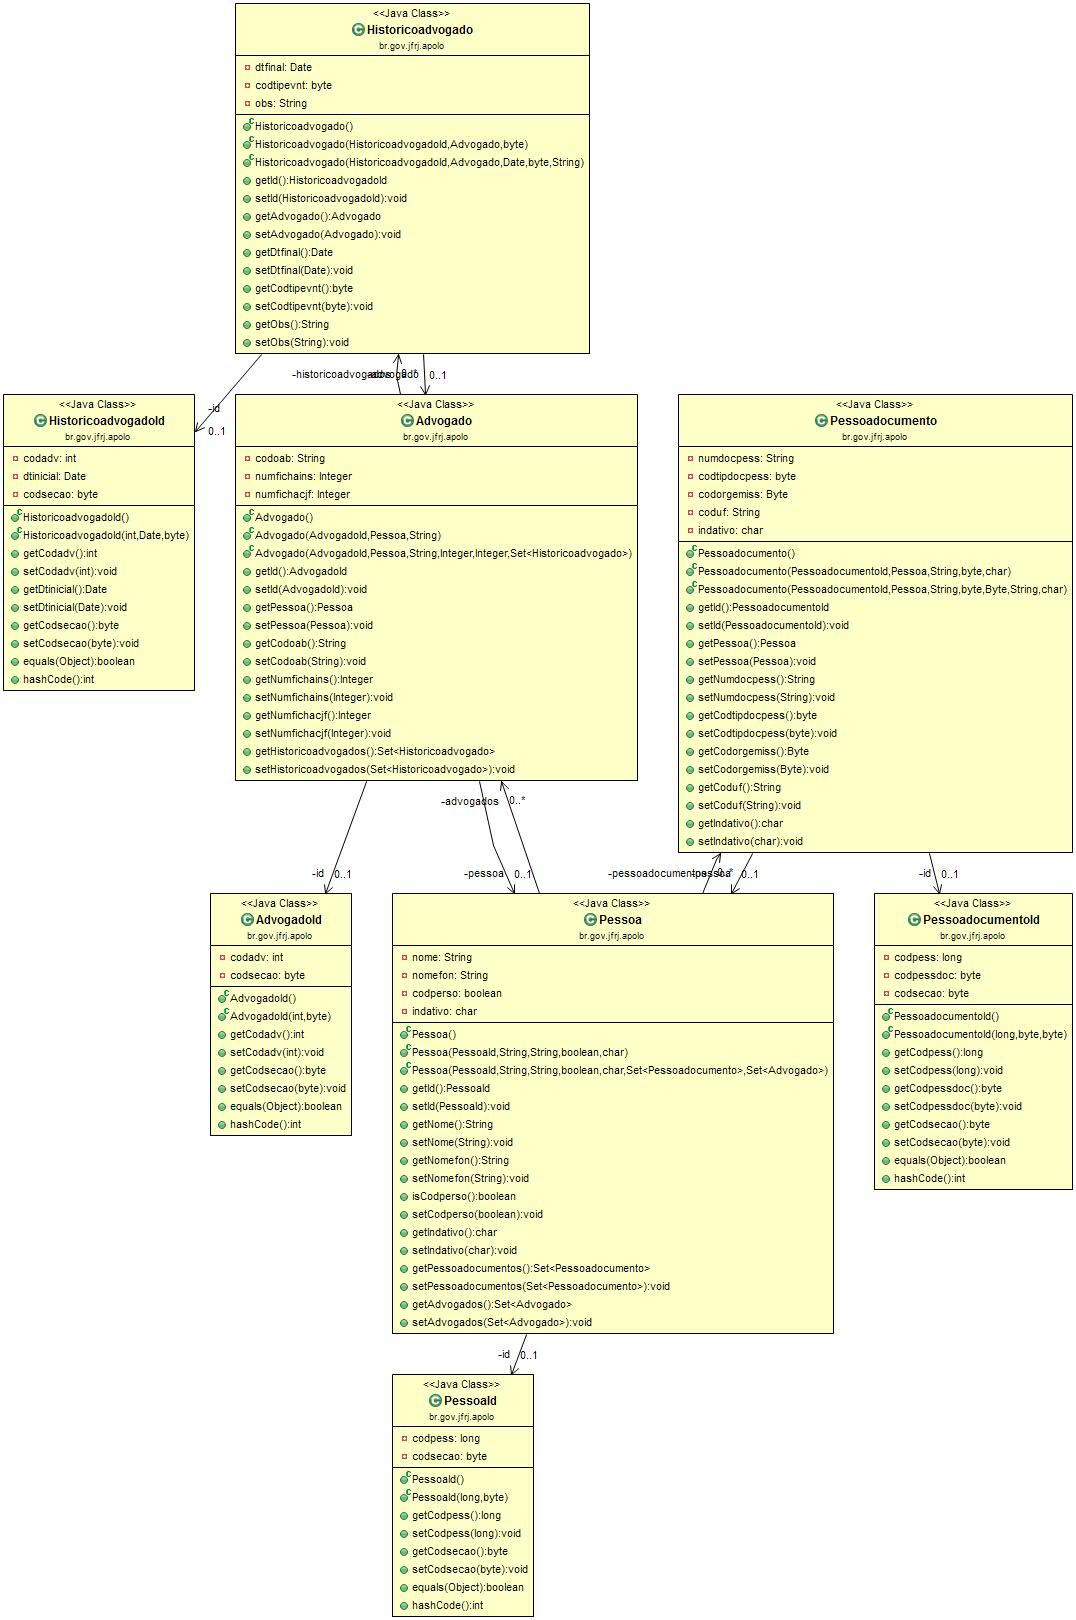 <<Java Class>>
Historicoadvogado
br.gov.jfrj.apolo
dtfinal: Date
codtipevnt: byte
obs: String
Historicoadvogado()
Historicoadvogado(HistoricoadvogadoId,Advogado,byte)
Historicoadvogado(HistoricoadvogadoId,Advogado,Date,byte,String)
getId():HistoricoadvogadoId
setId(HistoricoadvogadoId):void
getAdvogado():Advogado
setAdvogado(Advogado):void
getDtfinal():Date
setDtfinal(Date):void
getCodtipevnt():byte
setCodtipevnt(byte):void
getObs():String
setObs(String):void
0..1
-id
0..1
<<Java Class>>
HistoricoadvogadoId
br.gov.jfrj.apolo
codadv: int
dtinicial: Date
codsecao: byte
HistoricoadvogadoId()
HistoricoadvogadoId(int,Date,byte)
getCodadv():int
setCodadv(int):void
getDtinicial():Date
setDtinicial(Date):void
getCodsecao():byte
setCodsecao(byte):void
equals(Object):boolean
hashCode():int
<<Java Class>>
Advogado
br.gov.jfrj.apolo
codoab: String
numfichains: Integer
numfichacjf: Integer
Advogado()
Advogado(AdvogadoId,Pessoa,String)
Advogado(AdvogadoId,Pessoa,String,Integer,Integer,Set<Historicoadvogado>)
getId():AdvogadoId
setId(AdvogadoId):void
getPessoa():Pessoa
setPessoa(Pessoa):void
getCodoab():String
setCodoab(String):void
getNumfichains():Integer
setNumfichains(Integer):void
getNumfichacjf():Integer
setNumfichacjf(Integer):void
getHistoricoadvogados():Set<Historicoadvogado>
setHistoricoadvogados(Set<Historicoadvogado>):void
<<Java Class>>
Pessoadocumento
br.gov.jfrj.apolo
numdocpess: String
codtipdocpess: byte
codorgemiss: Byte
coduf: String
indativo: char
Pessoadocumento()
Pessoadocumento(PessoadocumentoId,Pessoa,String,byte,char)
Pessoadocumento(PessoadocumentoId,Pessoa,String,byte,Byte,String,char)
getId():PessoadocumentoId
setId(PessoadocumentoId):void
getPessoa():Pessoa
setPessoa(Pessoa):void
getNumdocpess():String
setNumdocpess(String):void
getCodtipdocpess():byte
setCodtipdocpess(byte):void
getCodorgemiss():Byte
setCodorgemiss(Byte):void
getCoduf():String
setCoduf(String):void
getIndativo():char
setIndativo(char):void
-advogados
0..*
-id
0..1
-pessoa
0..1
0..1
-id
0..1
<<Java Class>>
AdvogadoId
br.gov.jfrj.apolo
codadv: int
codsecao: byte
AdvogadoId()
AdvogadoId(int,byte)
getCodadv():int
setCodadv(int):void
getCodsecao():byte
setCodsecao(byte):void
equals(Object):boolean
hashCode():int
<<Java Class>>
Pessoa
br.gov.jfrj.apolo
nome: String
nomefon: String
codperso: boolean
indativo: char
Pessoa()
Pessoa(PessoaId,String,String,boolean,char)
Pessoa(PessoaId,String,String,boolean,char,Set<Pessoadocumento>,Set<Advogado>)
getId():PessoaId
setId(PessoaId):void
getNome():String
setNome(String):void
getNomefon():String
setNomefon(String):void
isCodperso():boolean
setCodperso(boolean):void
getIndativo():char
setIndativo(char):void
getPessoadocumentos():Set<Pessoadocumento>
setPessoadocumentos(Set<Pessoadocumento>):void
getAdvogados():Set<Advogado>
setAdvogados(Set<Advogado>):void
<<Java Class>>
PessoadocumentoId
br.gov.jfrj.apolo
codpess: long
codpessdoc: byte
codsecao: byte
PessoadocumentoId()
PessoadocumentoId(long,byte,byte)
getCodpess():long
setCodpess(long):void
getCodpessdoc():byte
setCodpessdoc(byte):void
getCodsecao():byte
setCodsecao(byte):void
equals(Object):boolean
hashCode():int
-id
0..1
<<Java Class>>
PessoaId
br.gov.jfrj.apolo
codpess: long
codsecao: byte
PessoaId()
PessoaId(long,byte)
getCodpess():long
setCodpess(long):void
getCodsecao():byte
setCodsecao(byte):void
equals(Object):boolean
hashCode():int